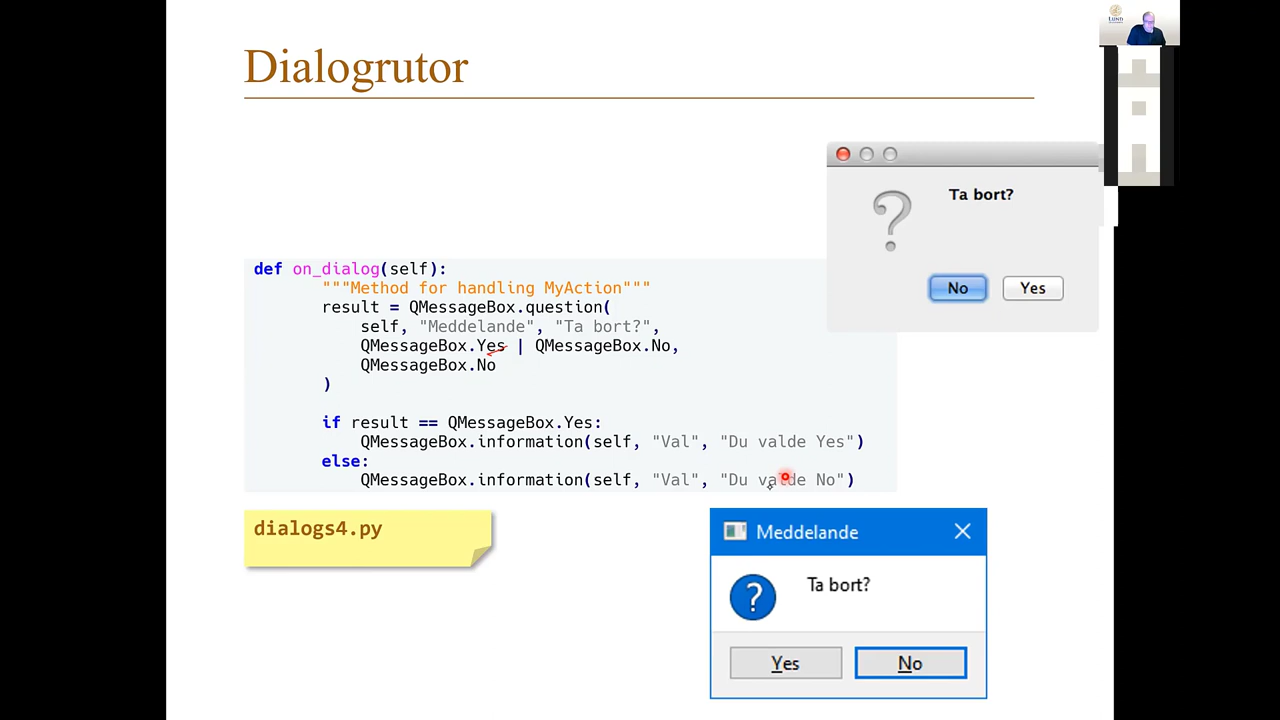 Dialogrutor
LUND
Ta bort?
No Yes
def on_dialog(self):
"""Method for handling MyAction"""
result = QMessageBox.question(
self, "Meddelande", "Ta bort?",
QMessageBox.Yes | QMessageBox.No,
QMessageBox.No
)
if result == QMessageBox.Yes:
QMessageBox.information(self, "Val", "Du valde Yes")
else:
QMessageBox.information(self, "Val", "Du valde No")
dialogs4.py
Meddelande
Ta bort?
Yes No